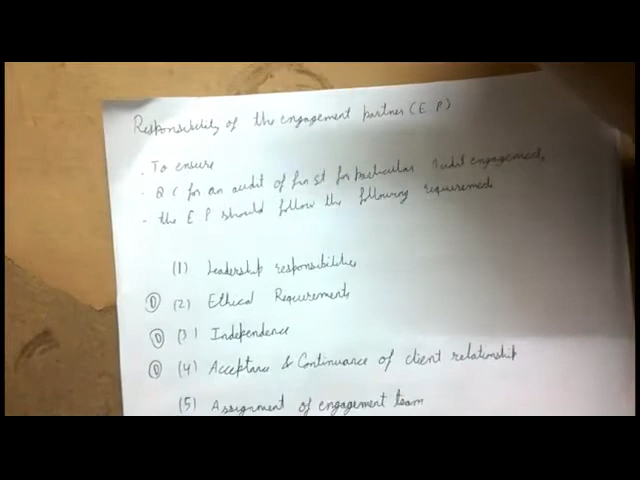 Responsibility of the engagement partner (E.P)
. To ensure
- QC for an audit of fin st for particular audit engagement,
- the E P should follow the following requirements
(1) Leadership responsibilities
D (2) Ethical Requirements
D (3) Independence
D (4) Acceptance & Continuance of client relationship
(5) Assignment of engagement team